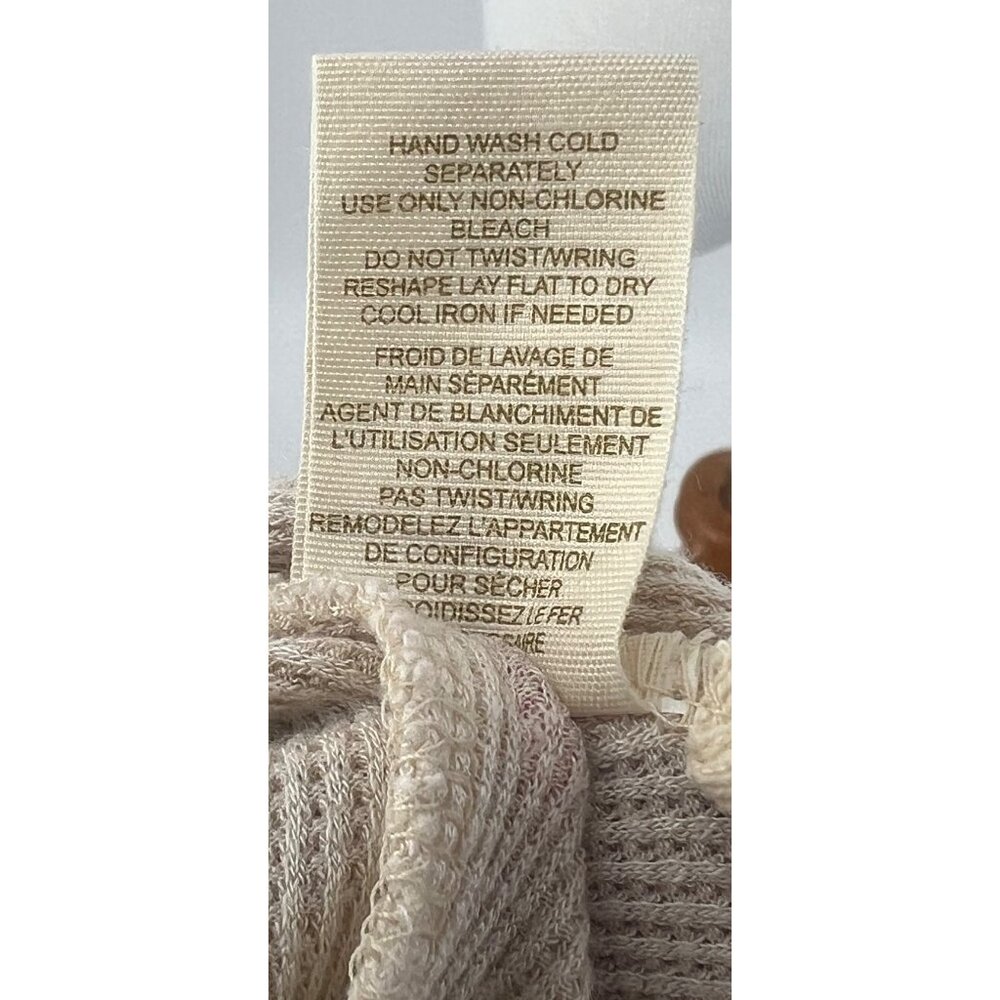 HAND WASH COLD
SEPARATELY
USE ONLY NON-CHLORINE
BLEACH
DO NOT TWIST/WRING
RESHAPE LAY FLAT TO DRY
COOL IRON IF NEEDED
FROID DE LAVAGE DE
MAIN SÉPARÉMENT
AGENT DE BLANCHIMENT DE
L'UTILISATION SEULEMENT
NON-CHLORINE
PAS TWIST/WRING
REMODELEZ L'APPARTEMENT
DE CONFIGURATION
POUR SÉCHER
LE FER